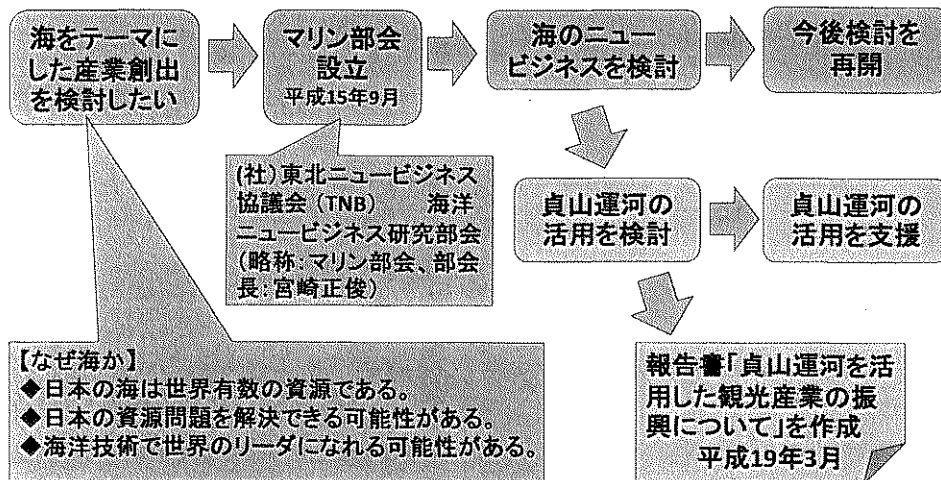 海をテーマに
した産業創出
を検討したい
マリン部会
設立
平成15年9月
海のニュー
ビジネスを検討
今後検討を
再開
(社)東北ニュービジネス
協議会(TNB) 海洋
ニュービジネス研究部会
(略称:マリン部会、部会
長:宮崎正俊)
貞山運河の
活用を検討
貞山運河の
活用を支援
【なぜ海か】
◆日本の海は世界有数の資源である。
◆日本の資源問題を解決できる可能性がある。
◆海洋技術で世界のリーダになれる可能性がある。
報告書「貞山運河を活
用した観光産業の振
興について」を作成
平成19年3月